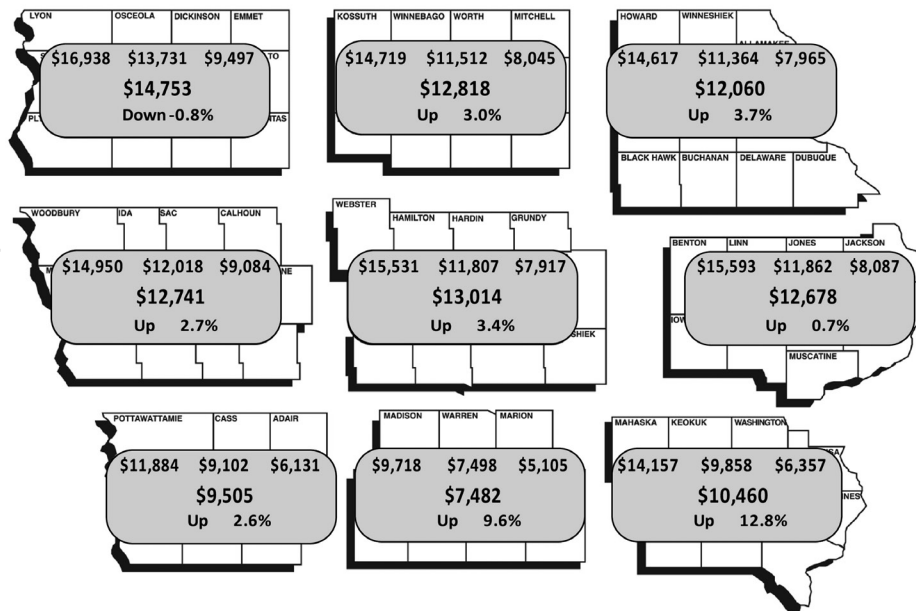 LYON OSCEOLA DICKINSON EMMET
$16,938 $13,731 $9,497
$14,753
Down -0.8%
KOSSUTH WINNEBAGO WORTH MITCHELL
$14,719 $11,512 $8,045
$12,818
Up 3.0%
HOWARD WINNESHIEK
ALLAMAKEE
$14,617 $11,364 $7,965
$12,060
Up 3.7%
BLACK HAWK BUCHANAN DELAWARE DUBUQUE
WOODBURY IDA SAC CALHOUN
$14,950 $12,018 $9,084
$12,741
Up 2.7%
WEBSTER
HAMILTON HARDIN GRUNDY
$15,531 $11,807 $7,917
$13,014
Up 3.4%
BENTON LINN JONES JACKSON
$15,593 $11,862 $8,087
$12,678
Up 0.7%
MUSCATINE
POTTAWATTAMIE CASS ADAIR
$11,884 $9,102 $6,131
$9,505
Up 2.6%
MADISON WARREN MARION
$9,718 $7,498 $5,105
$7,482
Up 9.6%
MAHASKA KEOKUK WASHINGTON
$14,157 $9,858 $6,357
$10,460
Up 12.8%